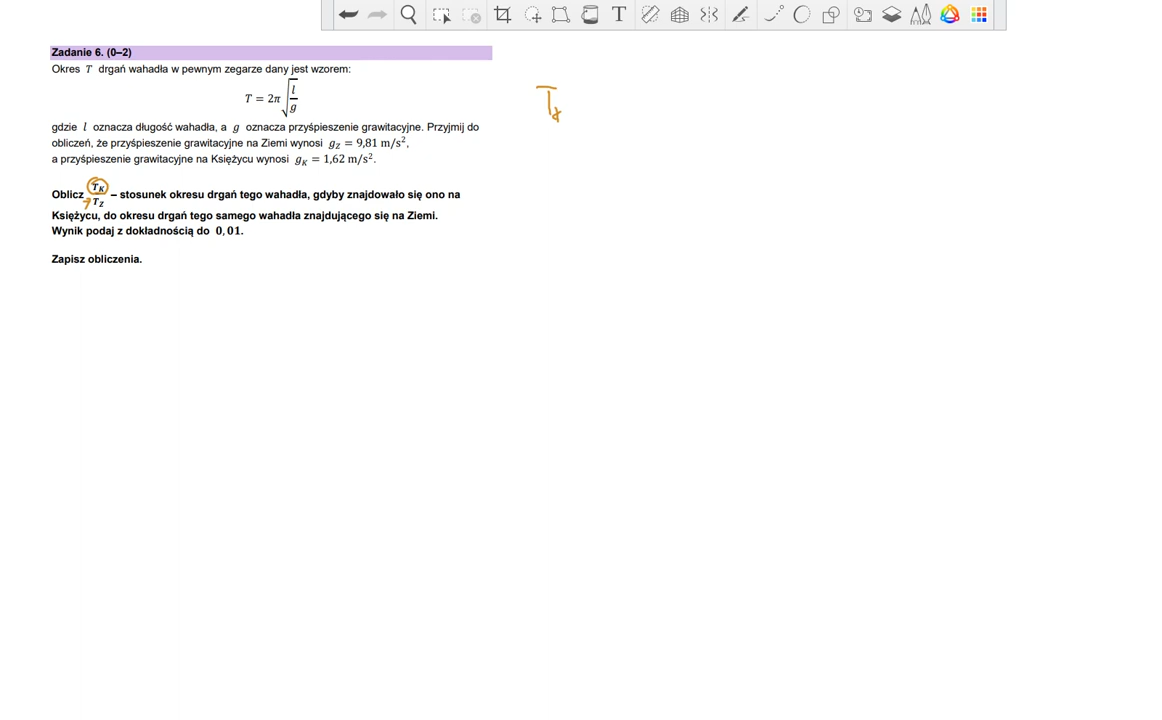 Zadanie 6. (0–2)
Okres T drgań wahadła w pewnym zegarze dany jest wzorem:
T = 2π √(l/g)
gdzie l oznacza długość wahadła, a g oznacza przyśpieszenie grawitacyjne. Przyjmij do
obliczeń, że przyśpieszenie grawitacyjne na Ziemi wynosi g_Z = 9,81 m/s²,
a przyśpieszenie grawitacyjne na Księżycu wynosi g_K = 1,62 m/s².
Oblicz T_K/T_Z – stosunek okresu drgań tego wahadła, gdyby znajdowało się ono na
Księżycu, do okresu drgań tego samego wahadła znajdującego się na Ziemi.
Wynik podaj z dokładnością do 0,01.
Zapisz obliczenia.
T